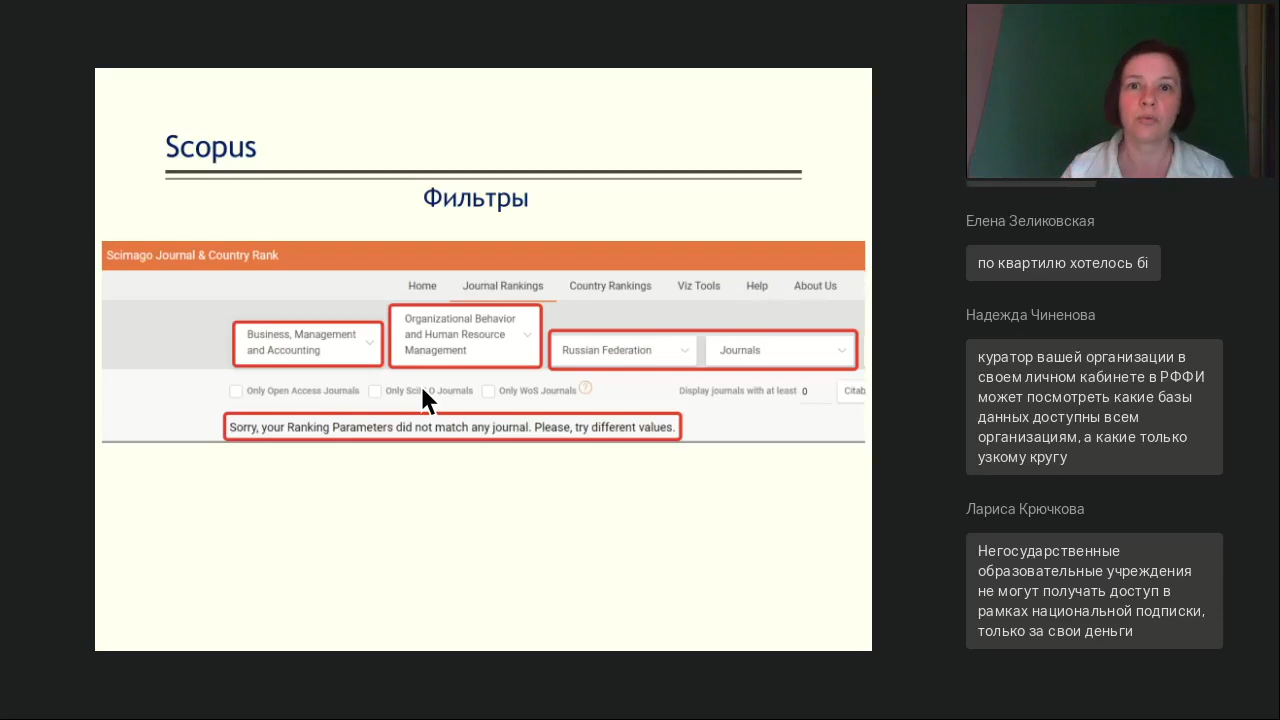 Scopus
Фильтры
Scimago Journal & Country Rank
Home Journal Rankings Country Rankings Viz Tools Help About Us
Business, Management
and Accounting
Organizational Behavior
and Human Resource
Management
Russian Federation
Journals
Only Open Access Journals Only Journals Only WoS Journals ? Display journals with at least 0 Citab
Sorry, your Ranking Parameters did not match any journal. Please, try different values.
Елена Зеликовская
по квартилю хотелось бі
Надежда Чиненова
куратор вашей организации в
своем личном кабинете в РФФИ
может посмотреть какие базы
данных доступны всем
организациям, а какие только
узкому кругу
Лариса Крючкова
Негосударственные
образовательные учреждения
не могут получать доступ в
рамках национальной подписки,
только за свои деньги